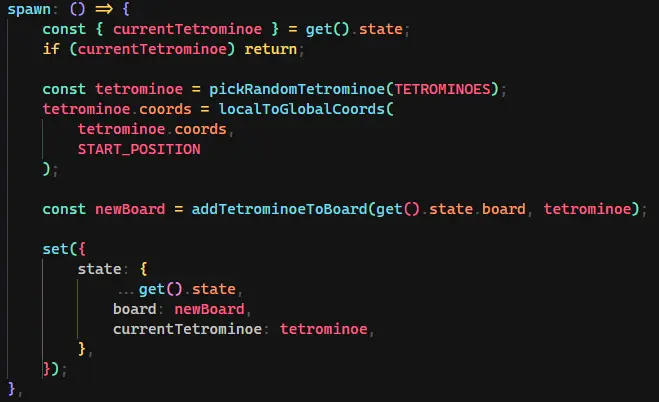 spawn: () => {
    const { currentTetrominoe } = get().state;
    if (currentTetrominoe) return;

    const tetrominoe = pickRandomTetrominoe(TETROMINOES);
    tetrominoe.coords = localToGlobalCoords(
        tetrominoe.coords,
        START_POSITION
    );

    const newBoard = addTetrominoeToBoard(get().state.board, tetrominoe);

    set({
        state: {
            ...get().state,
            board: newBoard,
            currentTetrominoe: tetrominoe,
        },
    });
},